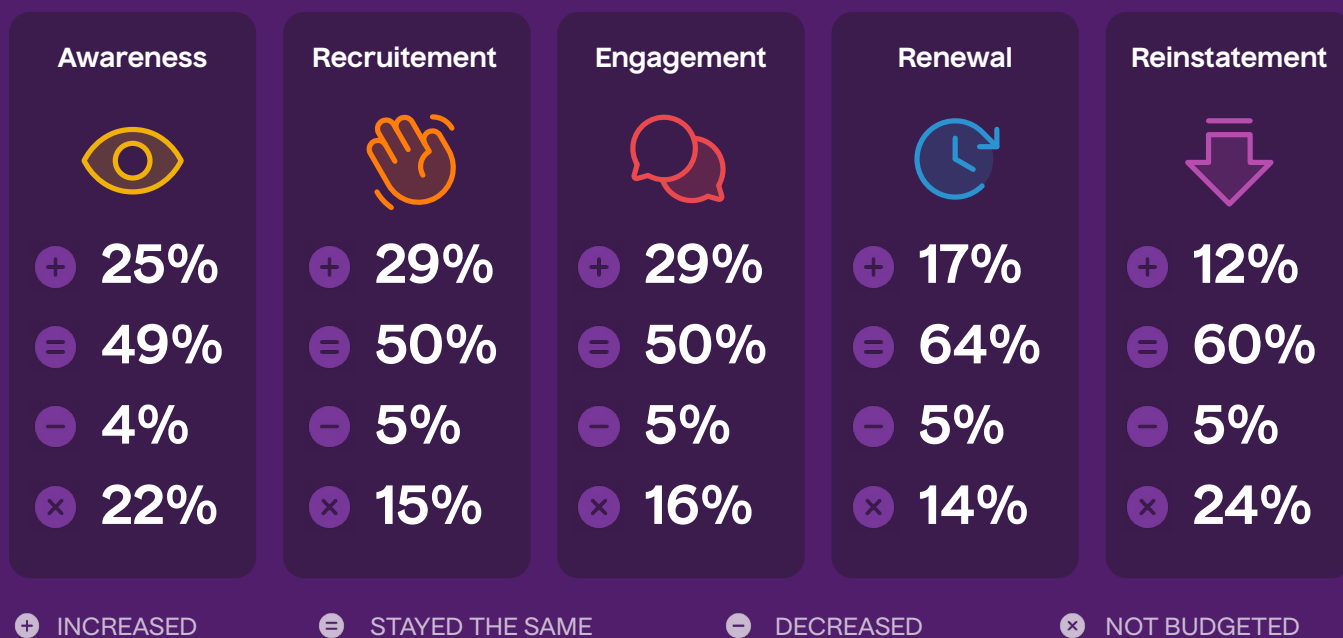 Awareness
25%
49%
4%
22%
Recruitement
29%
50%
5%
15%
Engagement
29%
50%
5%
16%
Renewal
17%
64%
5%
14%
Reinstatement
12%
60%
5%
24%
INCREASED
STAYED THE SAME
DECREASED
NOT BUDGETED